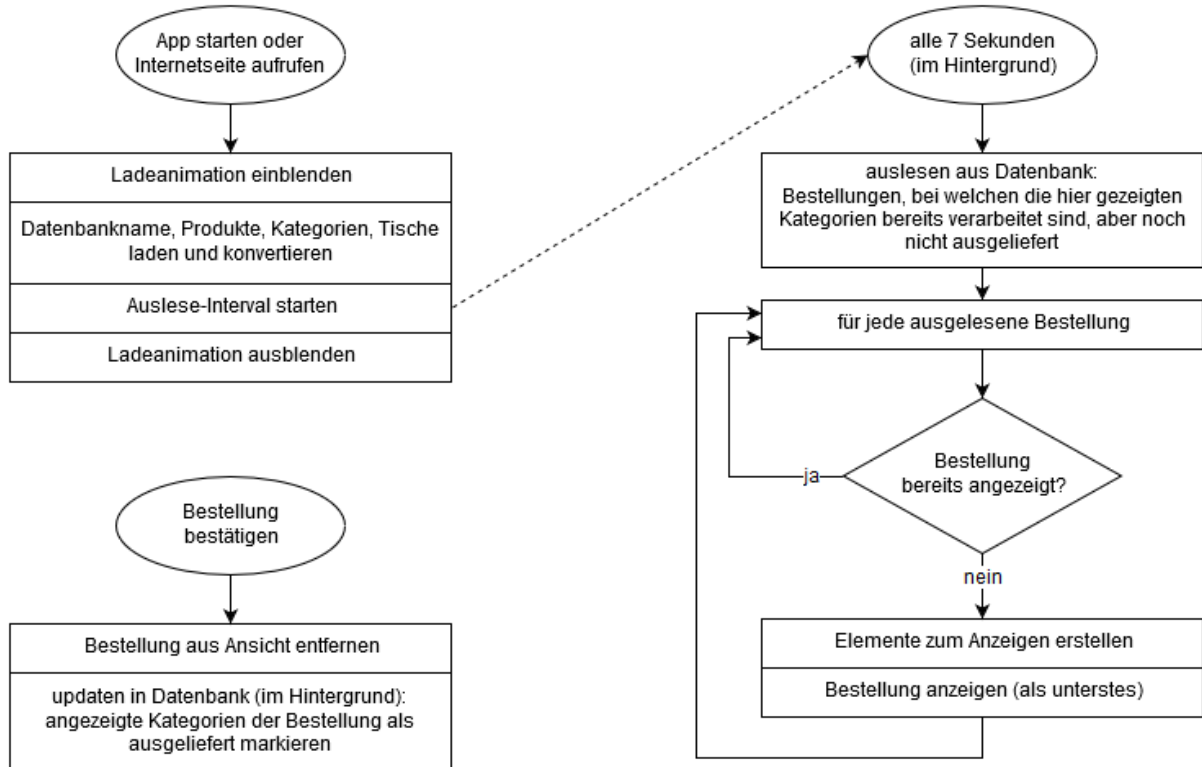 App starten oder
Internetseite aufrufen
Ladeanimation einblenden
Datenbankname, Produkte, Kategorien, Tische
laden und konvertieren
Auslese-Interval starten
Ladeanimation ausblenden
Bestellung
bestätigen
Bestellung aus Ansicht entfernen
updaten in Datenbank (im Hintergrund):
angezeigte Kategorien der Bestellung als
ausgeliefert markieren
alle 7 Sekunden
(im Hintergrund)
auslesen aus Datenbank:
Bestellungen, bei welchen die hier gezeigten
Kategorien bereits verarbeitet sind, aber noch
nicht ausgeliefert
für jede ausgelesene Bestellung
Bestellung
bereits angezeigt?
ja
nein
Elemente zum Anzeigen erstellen
Bestellung anzeigen (als unterstes)